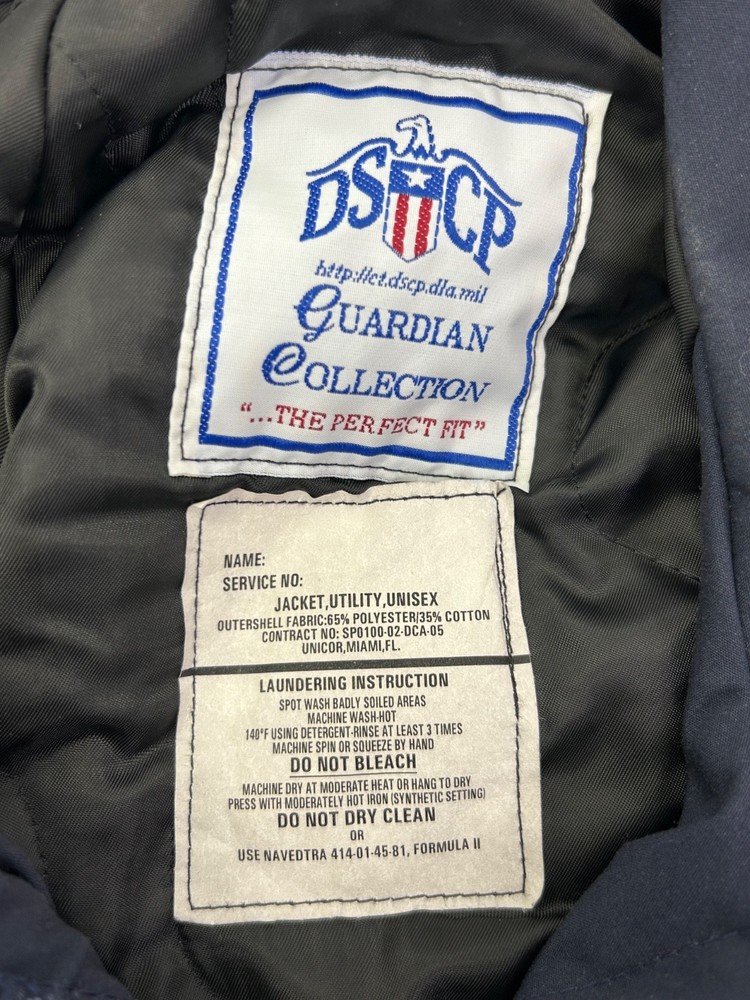 DSCP
http://ct.dscp.dla.mil
GUARDIAN
COLLECTION
"...THE PERFECT FIT"
NAME:
SERVICE NO:
JACKET,UTILITY,UNISEX
OUTERSHELL FABRIC:65% POLYESTER/35% COTTON
CONTRACT NO: SP0100-02-DCA-05
UNICOR,MIAMI,FL.
LAUNDERING INSTRUCTION
SPOT WASH BADLY SOILED AREAS
MACHINE WASH-HOT
140°F USING DETERGENT-RINSE AT LEAST 3 TIMES
MACHINE SPIN OR SQUEEZE BY HAND
DO NOT BLEACH
MACHINE DRY AT MODERATE HEAT OR HANG TO DRY
PRESS WITH MODERATELY HOT IRON (SYNTHETIC SETTING)
DO NOT DRY CLEAN
OR
USE NAVEDTRA 414-01-45-81, FORMULA II